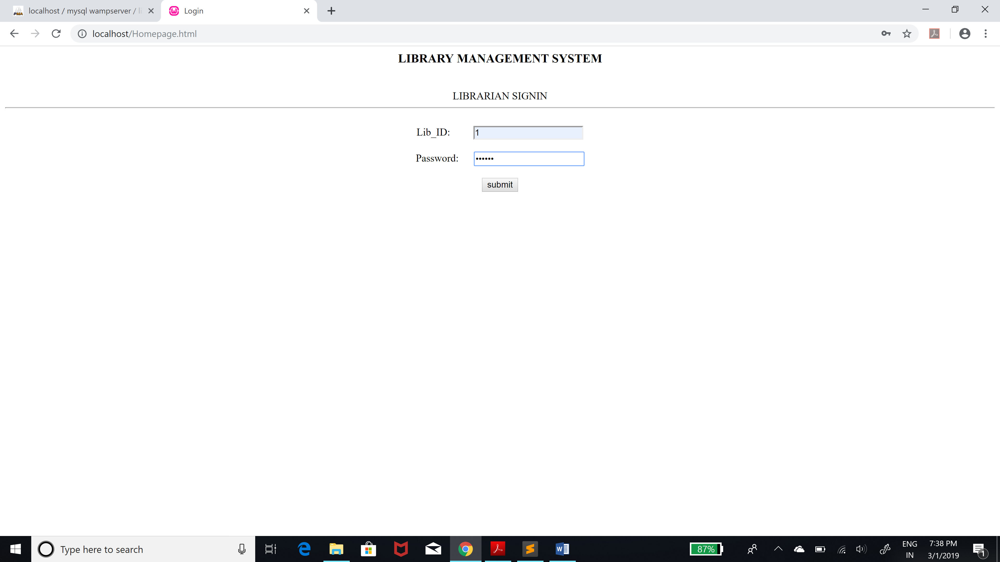 localhost / mysql wampserver / li
Login
localhost/Homepage.html
LIBRARY MANAGEMENT SYSTEM
LIBRARIAN SIGNIN
Lib_ID: 1
Password: ••••••
submit
Type here to search
87%
ENG
IN
7:38 PM
3/1/2019
1